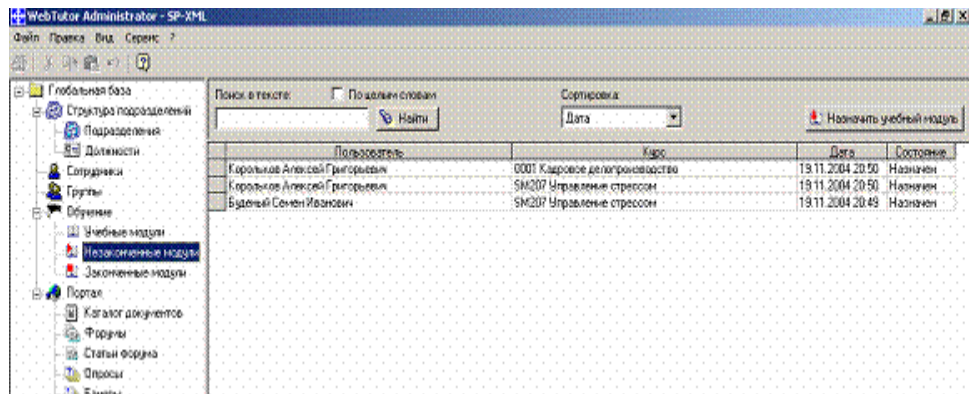 WebTutor Administrator - SP-XML
Файл Правка Вид Сервис ?
Глобальная база
Структура подразделений
Подразделения
Должности
Сотрудники
Группы
Обучение
Учебные модули
Незаконченные модули
Законченные модули
Портал
Каталог документов
Форумы
Статьи форума
Опросы
Поиск в тексте: По целым словам Сортировка:
Найти Дата Назначить учебный модуль
Пользователь Курс Дата Состояние
Корольков Алексей Григорьевич 0001 Кадровое делопроизводство 19.11.2004 20:50 Назначен
Корольков Алексей Григорьевич SM207 Управление стрессом 19.11.2004 20:50 Назначен
Буденый Семен Иванович SM207 Управление стрессом 19.11.2004 20:49 Назначен